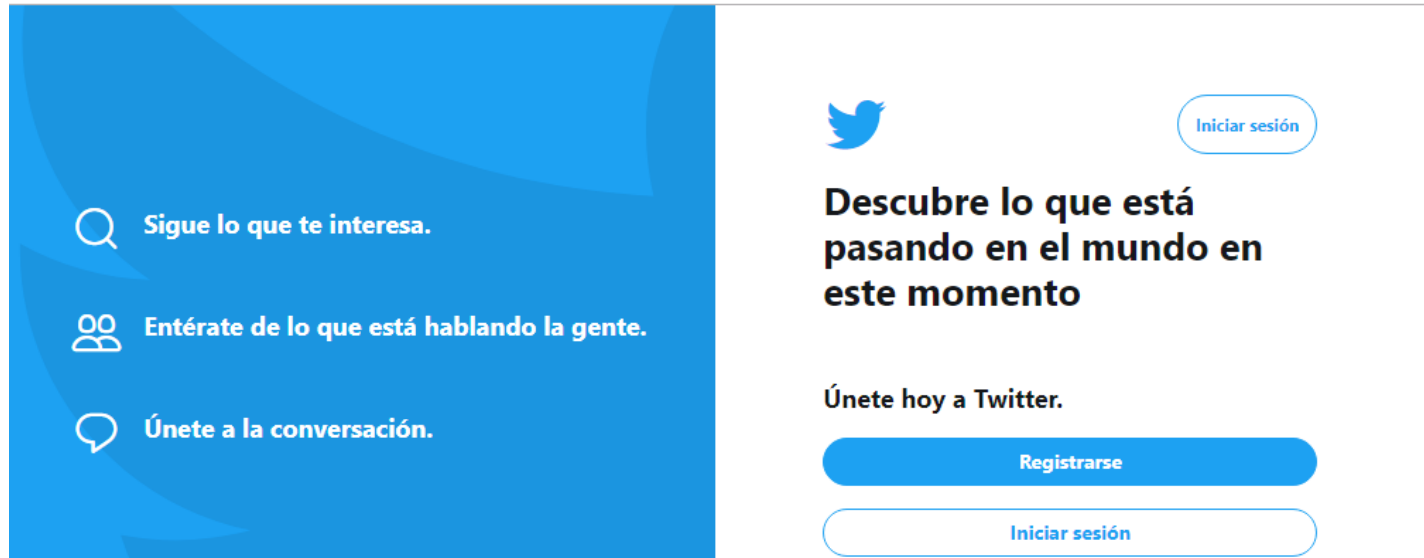 Sigue lo que te interesa.
Entérate de lo que está hablando la gente.
Únete a la conversación.
Iniciar sesión
Descubre lo que está
pasando en el mundo en
este momento
Únete hoy a Twitter.
Registrarse
Iniciar sesión